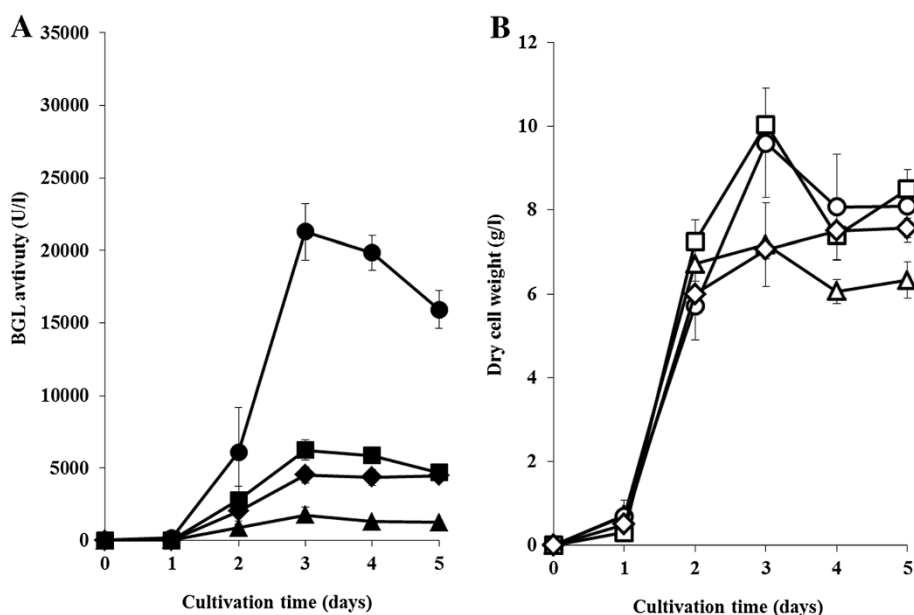 A
BGL avtivuty (U/l)
35000
30000
25000
20000
15000
10000
5000
0
0 1 2 3 4 5
Cultivation time (days)
B
Dry cell weight (g/l)
12
10
8
6
4
2
0
0 1 2 3 4 5
Cultivation time (days)